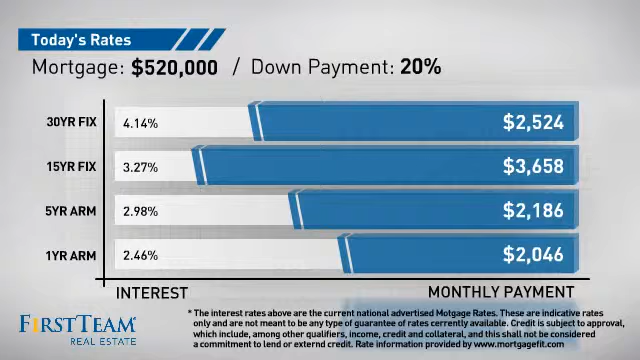 Today's Rates
Mortgage: $520,000 / Down Payment: 20%
30YR FIX 4.14% $2,524
15YR FIX 3.27% $3,658
5YR ARM 2.98% $2,186
1YR ARM 2.46% $2,046
INTEREST MONTHLY PAYMENT
* The interest rates above are the current national advertised Motgage Rates. These are indicative rates
only and are not meant to be any type of guarantee of rates cerrently available. Credit is subject to approval,
which include, among other qualifiers, income, credit and collateral, and this shall not be considered
a commitment to lend or externd credit. Rate information provided by www.mortgagefit.com
FIRSTTEAM®
REAL ESTATE